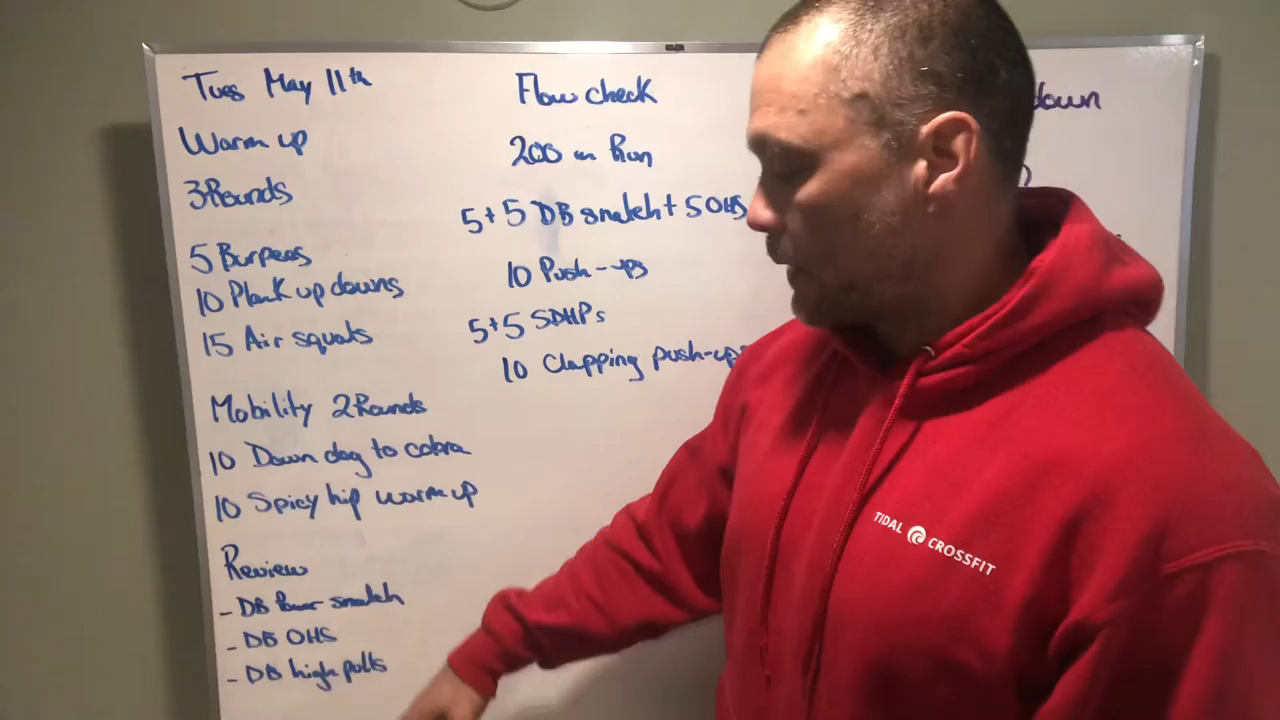 Tues May 11th
Warm up
3 Rounds
5 Burpees
10 Plank up downs
15 Air squats
Mobility 2 Rounds
10 Down dog to cobra
10 Spicy hip warm up
Review
- DB Power snatch
- DB OHS
- DB high pulls
Flow check
200 m Run
5+5 DB snatch + 5 OHS
10 Push-ups
5+5 SDHPs
10 Clapping push-ups
down
TIDAL CROSSFIT